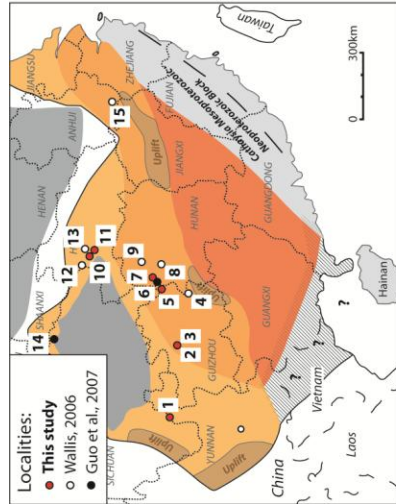 Localities:
This study
Wallis, 2006
Guo et al., 2007
14
SHAANXI
HENAN
ANHUI
JIANGSU
12
13
H
10
11
15
ZHEJIANG
SICHUAN
9
7
8
6
5
4
Uplift
JIANGXI
FUJIAN
Cathaysia Mesoproterozoic
Neoproterozoic Block
1
2
3
GUIZHOU
HUNAN
Uplift
YUNNAN
Uplift
GUANGXI
GUANGDONG
Taiwan
China
Vietnam
?
?
?
Laos
Hainan
0
300km